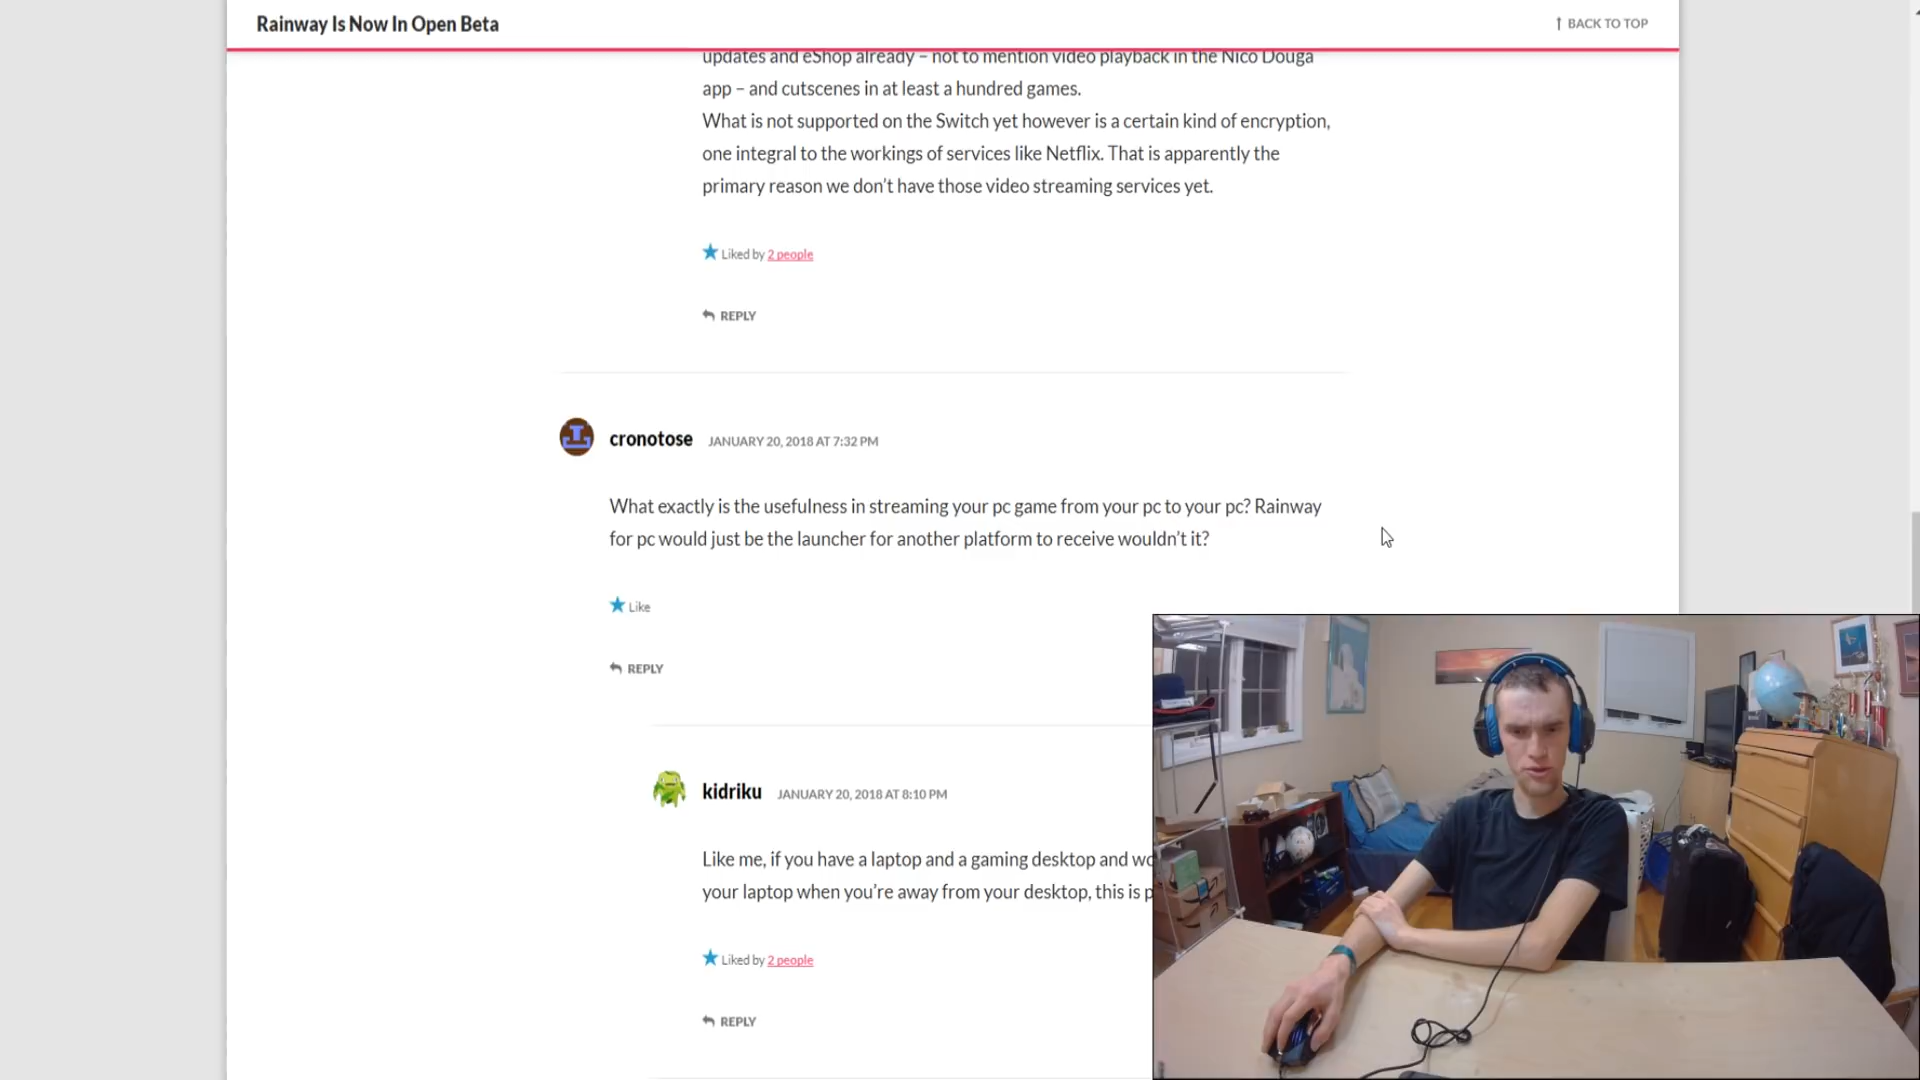 Rainway Is Now In Open Beta
BACK TO TOP
updates and eShop already – not to mention video playback in the Nico Douga
app – and cutscenes in at least a hundred games.
What is not supported on the Switch yet however is a certain kind of encryption,
one integral to the workings of services like Netflix. That is apparently the
primary reason we don't have those video streaming services yet.
Liked by 2 people
REPLY
cronotose JANUARY 20, 2018 AT 7:32 PM
What exactly is the usefulness in streaming your pc game from your pc to your pc? Rainway
for pc would just be the launcher for another platform to receive wouldn't it?
Like
REPLY
kidriku JANUARY 20, 2018 AT 8:10 PM
Like me, if you have a laptop and a gaming desktop and
your laptop when you're away from your desktop, this is
Liked by 2 people
REPLY